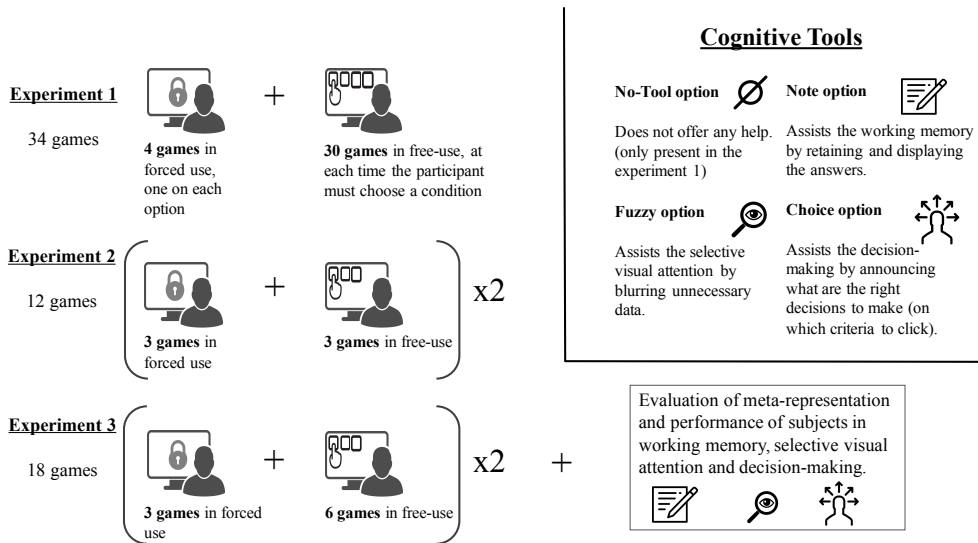 Experiment 1
34 games
+
4 games in
forced use,
one on each
option
30 games in free-use, at
each time the participant
must choose a condition
Experiment 2
12 games
+
3 games in
forced use
3 games in free-use
x2
Experiment 3
18 games
+
3 games in forced
use
6 games in free-use
x2
+
Cognitive Tools
No-Tool option
Does not offer any help.
(only present in the
experiment 1)
Note option
Assists the working memory
by retaining and displaying
the answers.
Fuzzy option
Assists the selective
visual attention by
blurring unnecessary
data.
Choice option
Assists the decision-
making by announcing
what are the right
decisions to make (on
which criteria to click).
Evaluation of meta-representation
and performance of subjects in
working memory, selective visual
attention and decision-making.